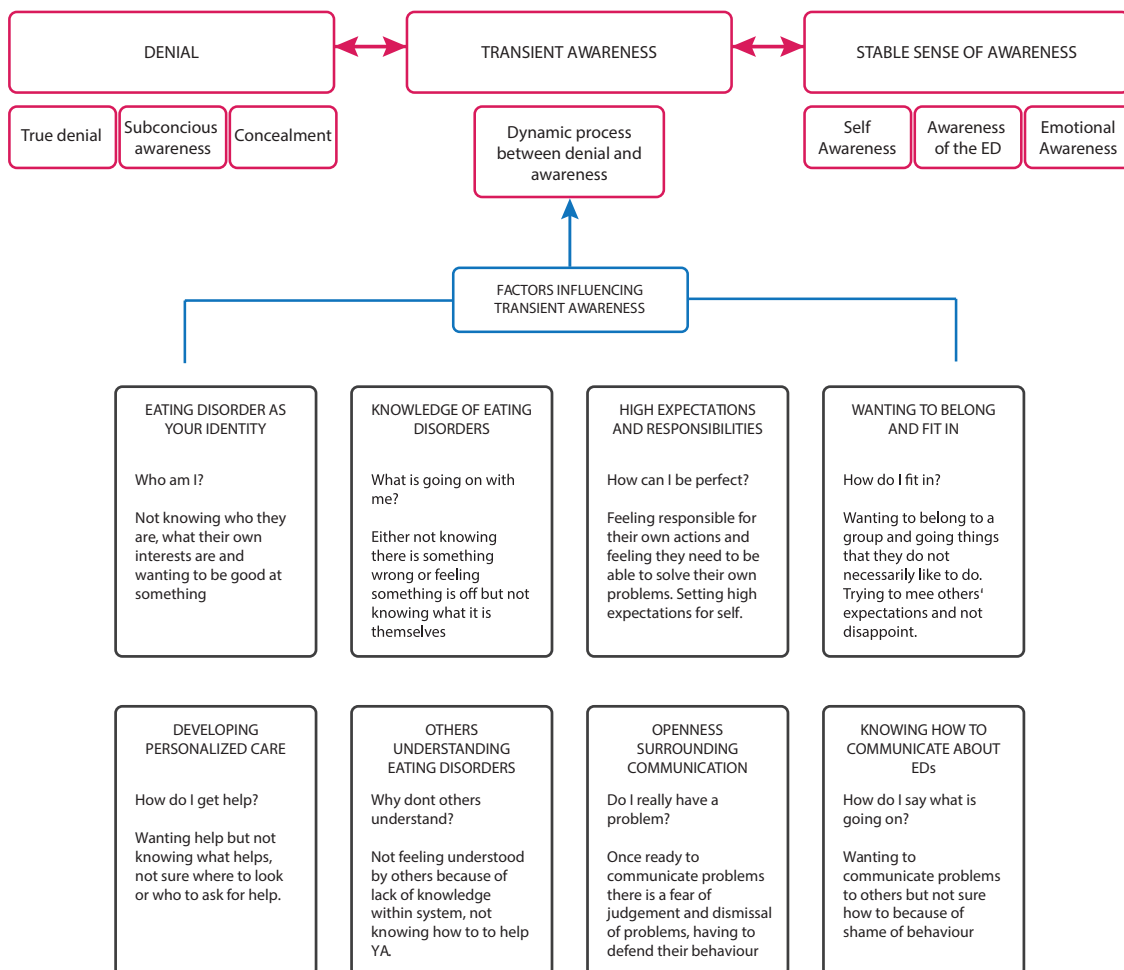 DENIAL
TRANSIENT AWARENESS
STABLE SENSE OF AWARENESS
True denial
Subconcious
awareness
Concealment
Dynamic process
between denial and
awareness
Self
Awareness
Awareness
of the ED
Emotional
Awareness
FACTORS INFLUENCING
TRANSIENT AWARENESS
EATING DISORDER AS
YOUR IDENTITY
Who am I?
Not knowing who they
are, what their own
interests are and
wanting to be good at
something
KNOWLEDGE OF EATING
DISORDERS
What is going on with
me?
Either not knowing
there is something
wrong or feeling
something is off but not
knowing what it is
themselves
HIGH EXPECTATIONS
AND RESPONSIBILITIES
How can I be perfect?
Feeling responsible for
their own actions and
feeling they need to be
able to solve their own
problems. Setting high
expectations for self.
WANTING TO BELONG
AND FIT IN
How do I fit in?
Wanting to belong to a
group and going things
that they do not
necessarily like to do.
Trying to mee others‘
expectations and not
disappoint.
DEVELOPING
PERSONALIZED CARE
How do I get help?
Wanting help but not
knowing what helps,
not sure where to look
or who to ask for help.
OTHERS
UNDERSTANDING
EATING DISORDERS
Why dont others
understand?
Not feeling understood
by others because of
lack of knowledge
within system, not
knowing how to to help
YA.
OPENNESS
SURROUNDING
COMMUNICATION
Do I really have a
problem?
Once ready to
communicate problems
there is a fear of
judgement and dismissal
of problems, having to
defend their behaviour
KNOWING HOW TO
COMMUNICATE ABOUT
EDs
How do I say what is
going on?
Wanting to
communicate problems
to others but not sure
how to because of
shame of behaviour